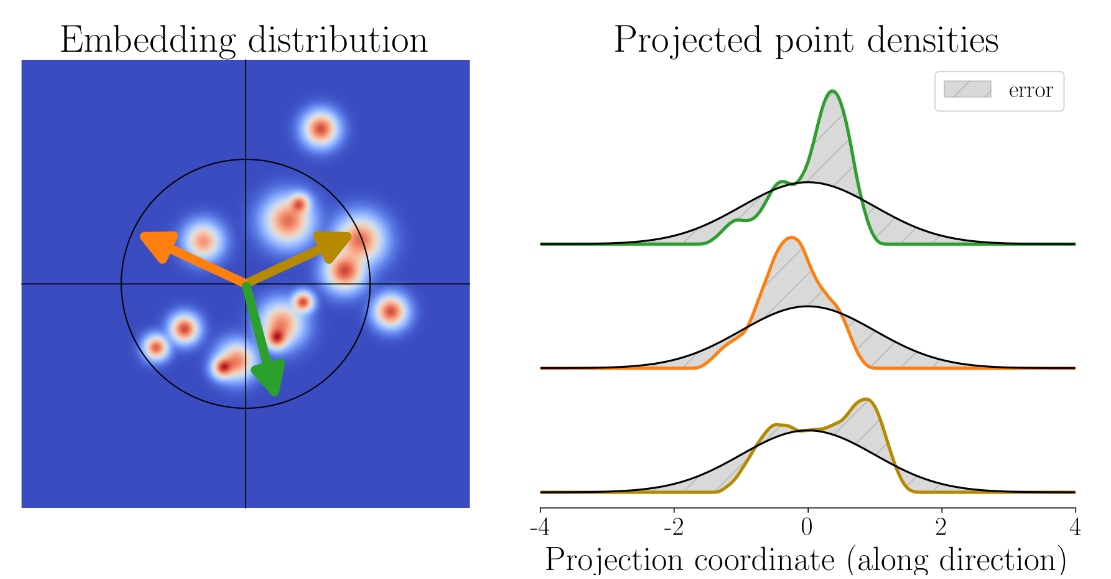 Embedding distribution
Projected point densities
error
-4 -2 0 2 4
Projection coordinate (along direction)